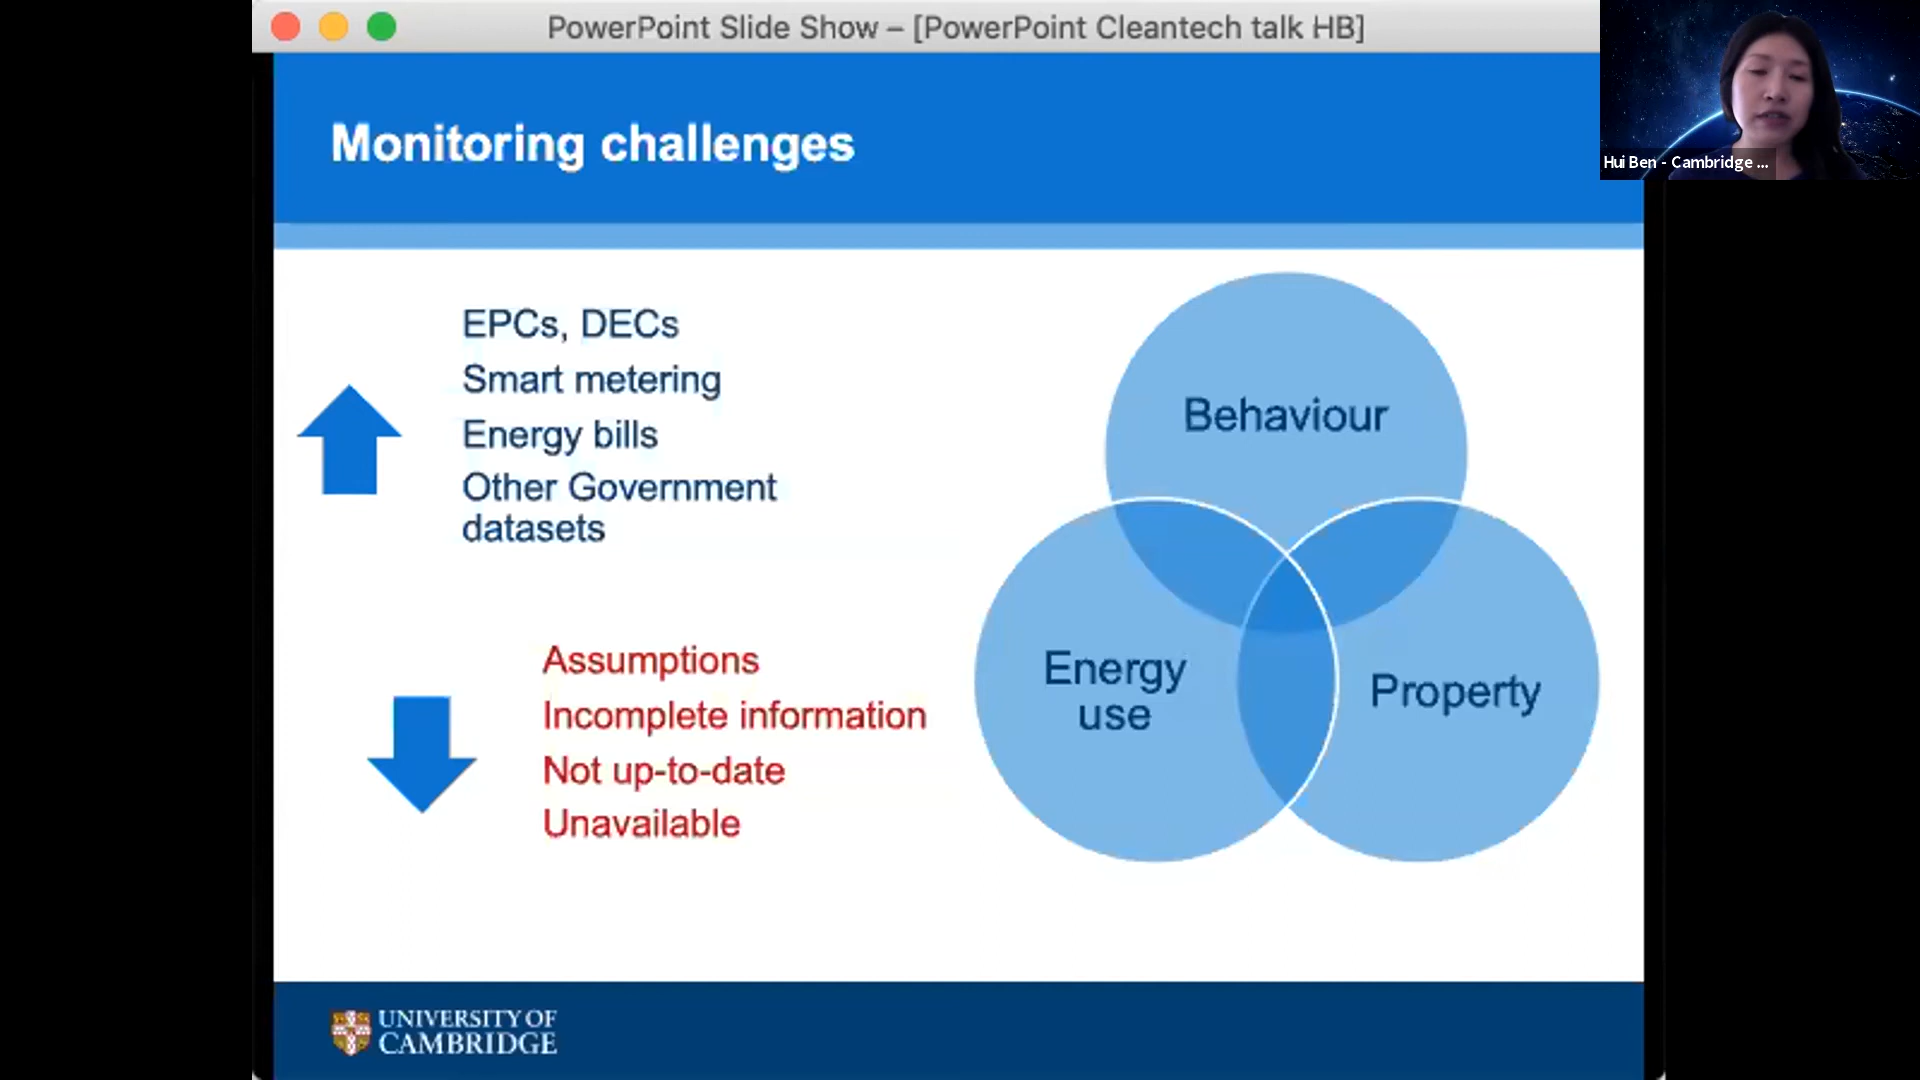 PowerPoint Slide Show – [PowerPoint Cleantech talk HB]
Hui Ben - Cambridge ...
Monitoring challenges
EPCs, DECs
Smart metering
Energy bills
Other Government
datasets
Assumptions
Incomplete information
Not up-to-date
Unavailable
Behaviour
Energy
use
Property
UNIVERSITY OF
CAMBRIDGE